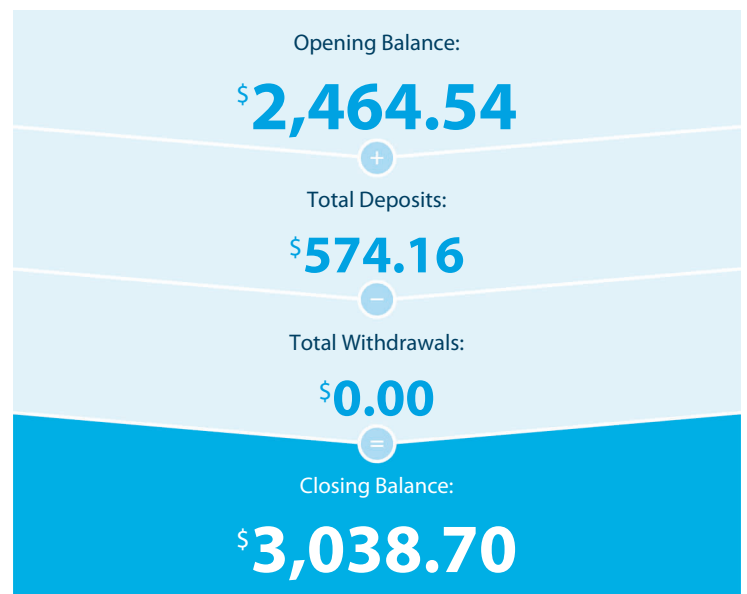 Opening Balance:
$2,464.54
+
Total Deposits:
$574.16
−
Total Withdrawals:
$0.00
=
Closing Balance:
$3,038.70